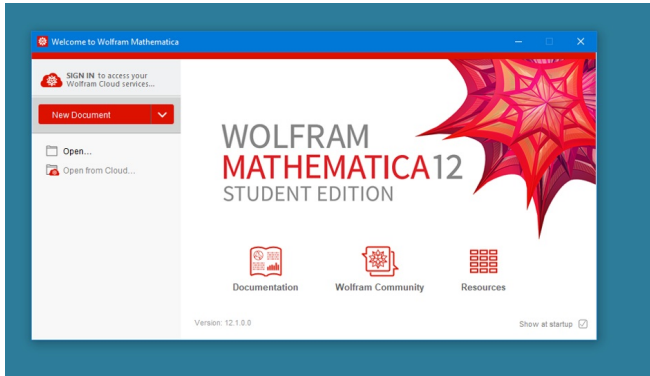 Welcome to Wolfram Mathematica
SIGN IN to access your
Wolfram Cloud services...
New Document
Open...
Open from Cloud...
WOLFRAM
MATHEMATICA12
STUDENT EDITION
Documentation
Wolfram Community
Resources
Version: 12.1.0.0
Show at startup